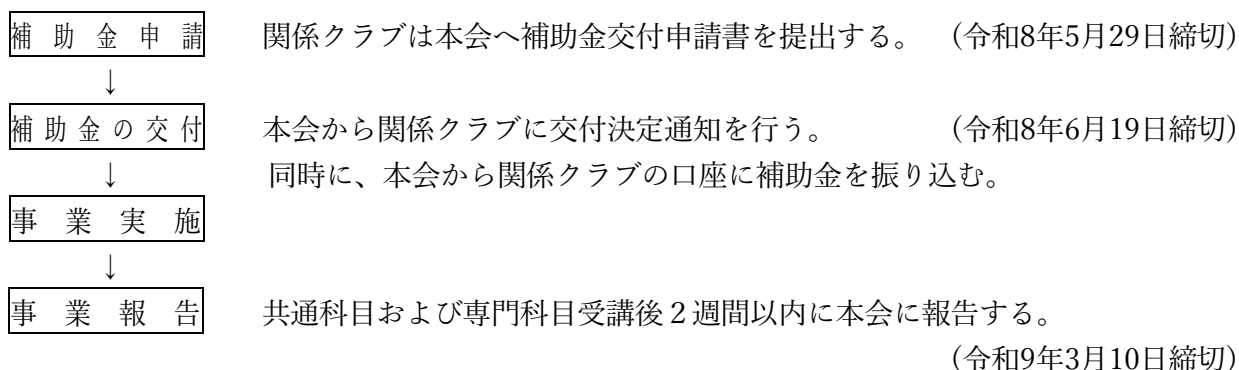 補助金申請 関係クラブは本会へ補助金交付申請書を提出する。 (令和8年5月29日締切)
↓
補助金の交付 本会から関係クラブに交付決定通知を行う。 (令和8年6月19日締切)
↓ 同時に、本会から関係クラブの口座に補助金を振り込む。
事業実施
↓
事業報告 共通科目および専門科目受講後2週間以内に本会に報告する。
(令和9年3月10日締切)